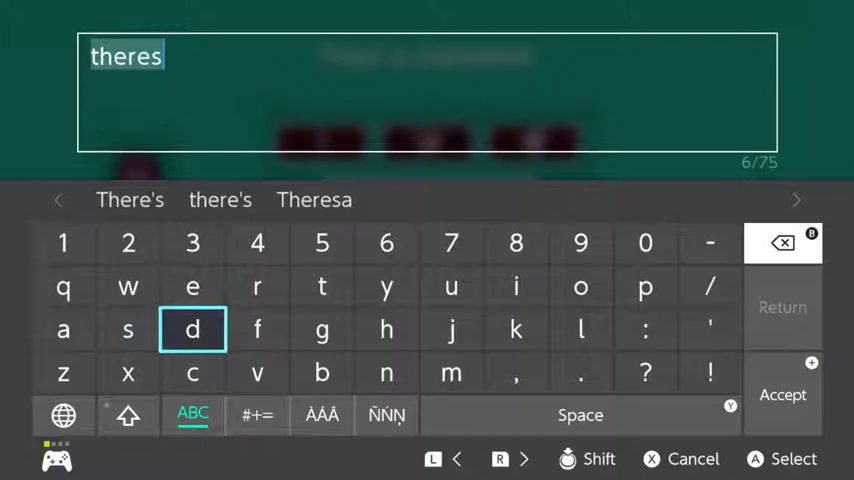 theres
6/75
< There's there's Theresa >
1 2 3 4 5 6 7 8 9 0 - B
q w e r t y u i o p / Return
a s d f g h j k l : '
z x c v b n m , . ? ! + Accept
ABC #+= ÀÁÂ ÑŃŅ Space Y
L < R > Shift X Cancel A Select